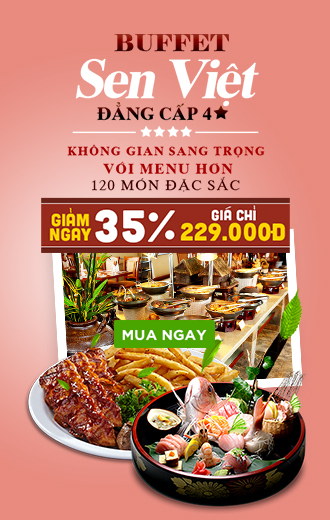 BUFFET
Sen Việt
ĐẲNG CẤP 4★
★★★★
KHÔNG GIAN SANG TRỌNG
VỚI MENU HƠN
120 MÓN ĐẶC SẮC
GIẢM NGAY 35% GIÁ CHỈ 229.000Đ
MUA NGAY